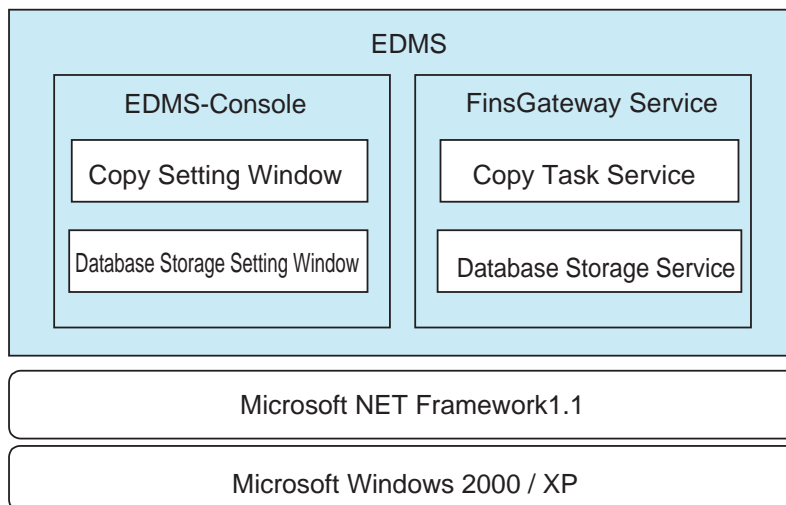 EDMS
EDMS-Console
Copy Setting Window
Database Storage Setting Window
FinsGateway Service
Copy Task Service
Database Storage Service
Microsoft NET Framework1.1
Microsoft Windows 2000 / XP